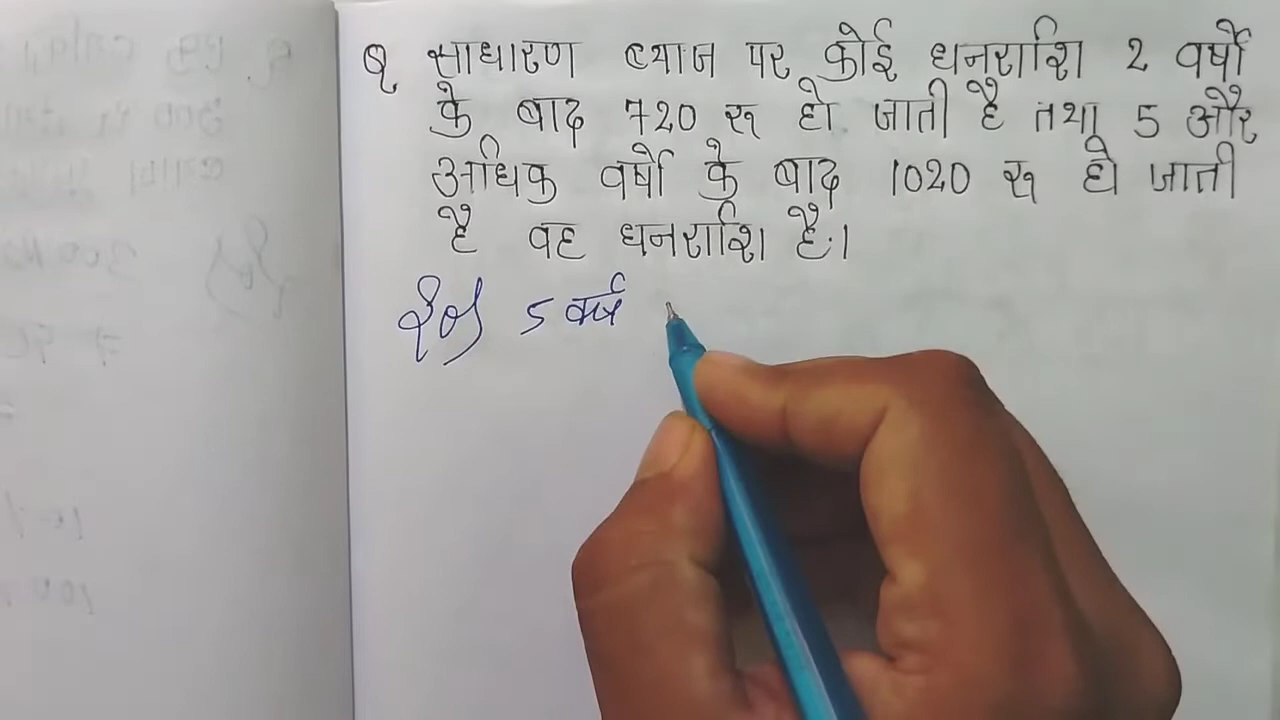 Q साधारण ब्याज पर कोई धनराशि 2 वर्षो
के बाद 720 रू हो जाती है तथा 5 और
अधिक वर्षो के बाद 1020 रू हो जाती
है वह धनराशि है।
Sol 5 वर्ष